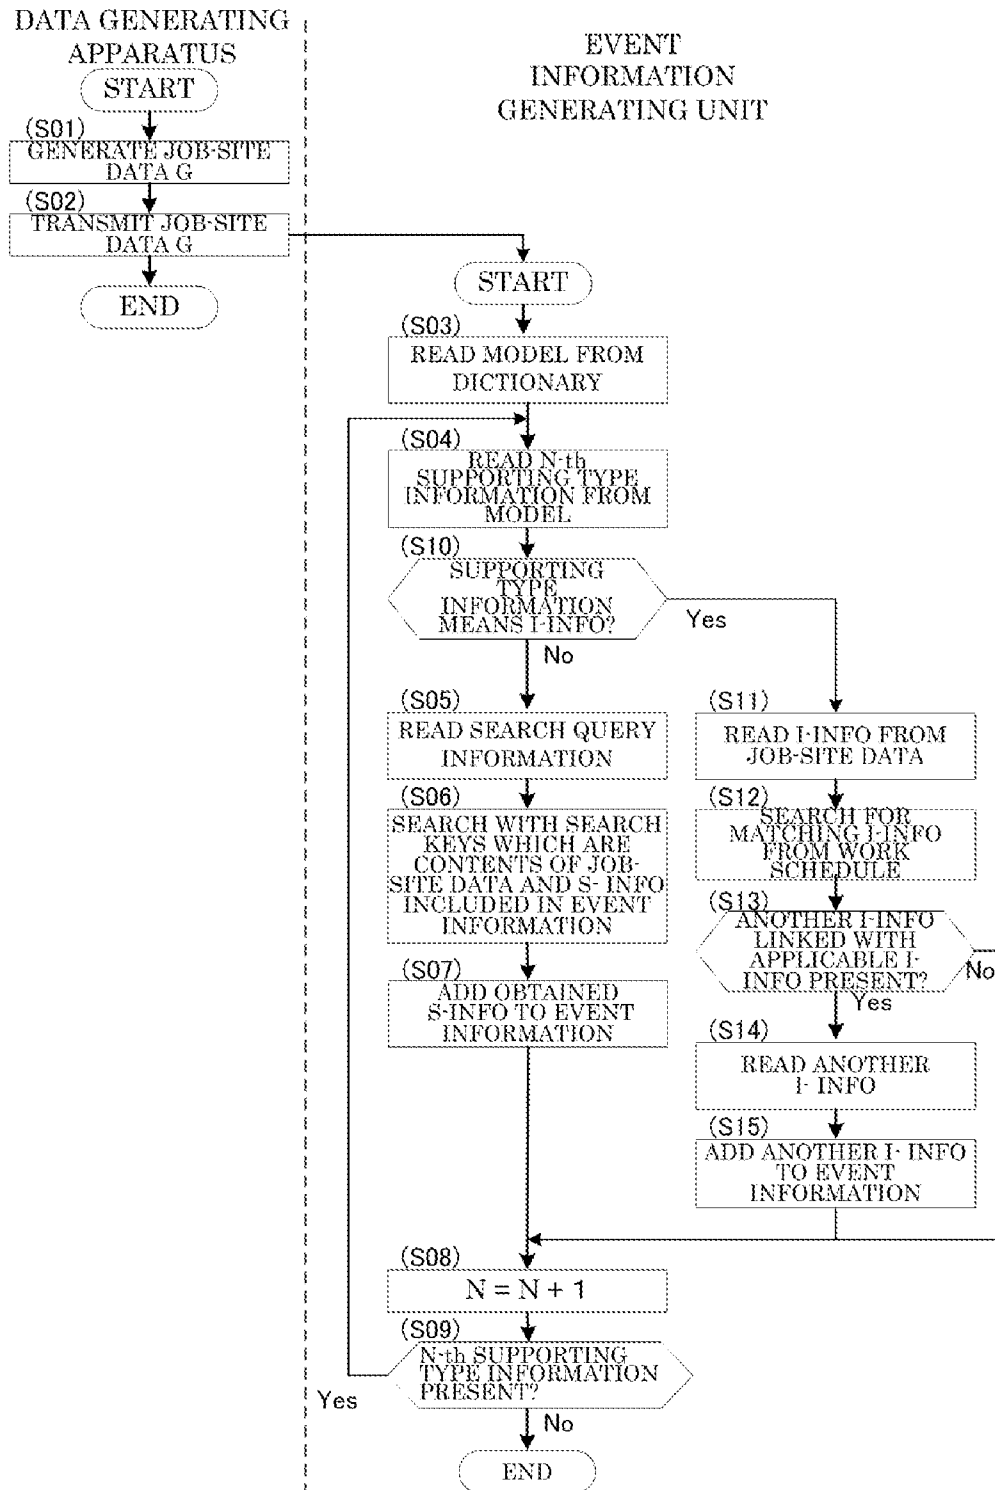 DATA GENERATING
APPARATUS
START
(S01)
GENERATE JOB-SITE
DATA G
(S02)
TRANSMIT JOB-SITE
DATA G
END
EVENT
INFORMATION
GENERATING UNIT
START
(S03)
READ MODEL FROM
DICTIONARY
(S04)
READ N-th
SUPPORTING TYPE
INFORMATION FROM
MODEL
(S10)
SUPPORTING
TYPE
INFORMATION
MEANS I-INFO?
Yes
No
(S05)
READ SEARCH QUERY
INFORMATION
(S06)
SEARCH WITH SEARCH
KEYS WHICH ARE
CONTENTS OF JOB-
SITE DATA AND S- INFO
INCLUDED IN EVENT
INFORMATION
(S07)
ADD OBTAINED
S-INFO TO EVENT
INFORMATION
(S11)
READ I-INFO FROM
JOB-SITE DATA
(S12)
SEARCH FOR
MATCHING I-INFO
FROM WORK
SCHEDULE
(S13)
ANOTHER I-INFO
LINKED WITH
APPLICABLE I-
INFO PRESENT?
No
Yes
(S14)
READ ANOTHER
I- INFO
(S15)
ADD ANOTHER I- INFO
TO EVENT
INFORMATION
(S08)
N = N + 1
(S09)
N-th SUPPORTING
TYPE INFORMATION
PRESENT?
Yes
No
END